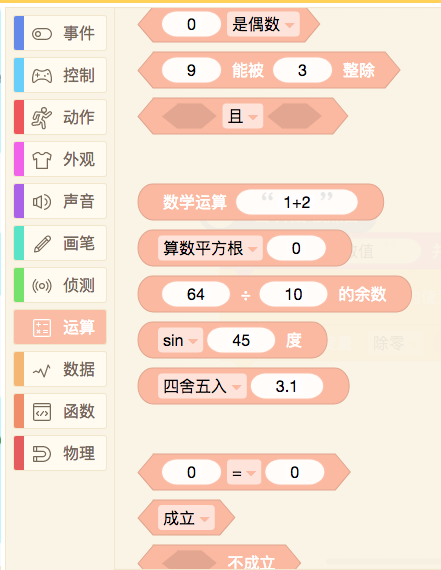 事件
控制
动作
外观
声音
画笔
侦测
运算
数据
函数
物理
0 是偶数
9 能被 3 整除
且
数学运算 “ 1+2 ”
算数平方根 0
64 ÷ 10 的余数
sin 45 度
四舍五入 3.1
0 = 0
成立
不成立
除零